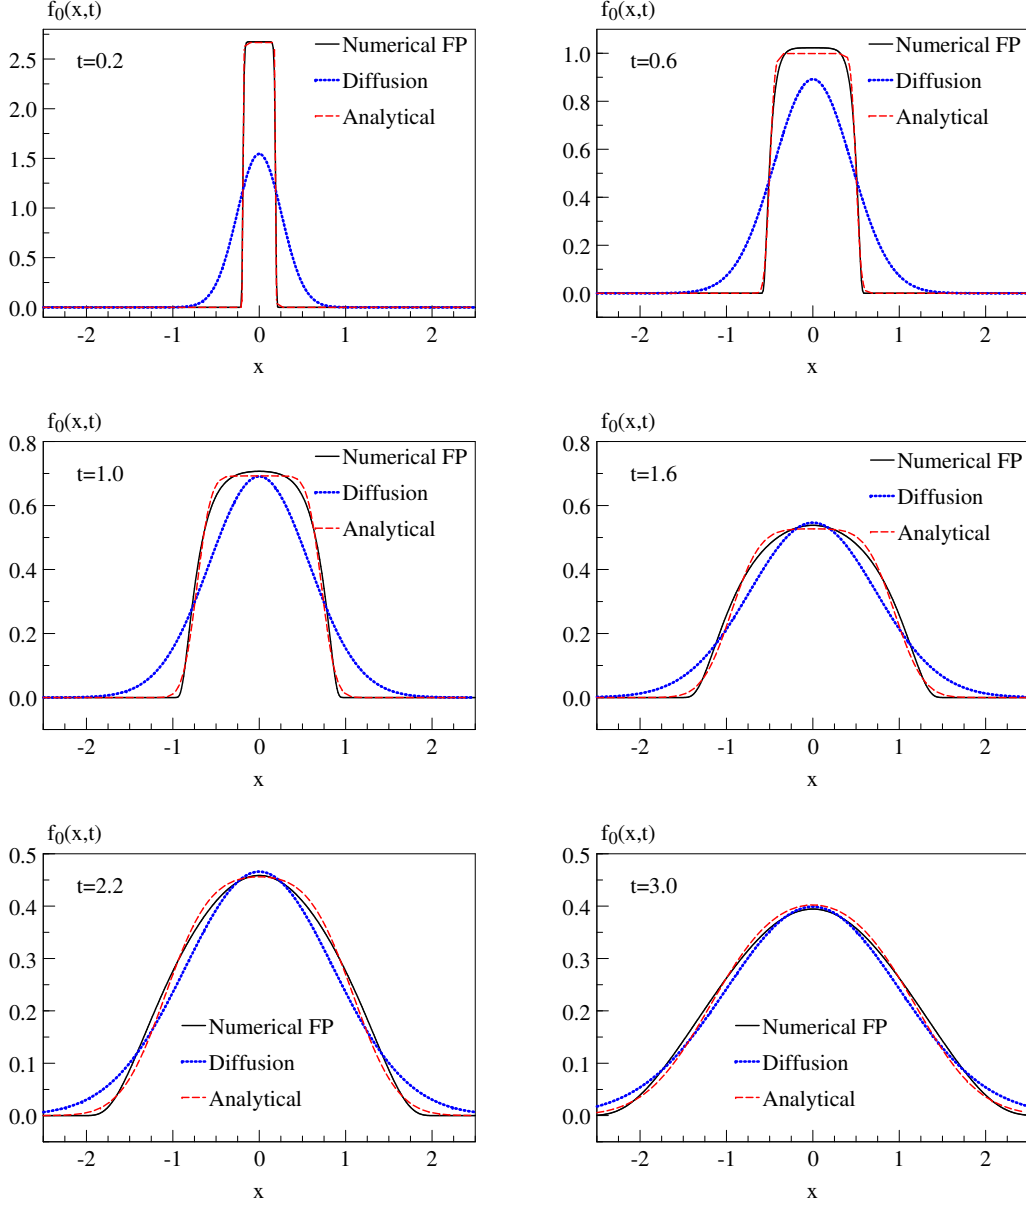 f0(x,t)
t=0.2
Numerical FP
Diffusion
Analytical
2.5
2.0
1.5
1.0
0.5
0.0
-2 -1 0 1 2
x
f0(x,t)
t=0.6
Numerical FP
Diffusion
Analytical
1.0
0.8
0.6
0.4
0.2
0.0
-2 -1 0 1 2
x
f0(x,t)
t=1.0
Numerical FP
Diffusion
Analytical
0.8
0.6
0.4
0.2
0.0
-2 -1 0 1 2
x
f0(x,t)
t=1.6
Numerical FP
Diffusion
Analytical
0.8
0.6
0.4
0.2
0.0
-2 -1 0 1 2
x
f0(x,t)
t=2.2
0.5
0.4
0.3
0.2
0.1
0.0
Numerical FP
Diffusion
Analytical
-2 -1 0 1 2
x
f0(x,t)
t=3.0
0.5
0.4
0.3
0.2
0.1
0.0
Numerical FP
Diffusion
Analytical
-2 -1 0 1 2
x